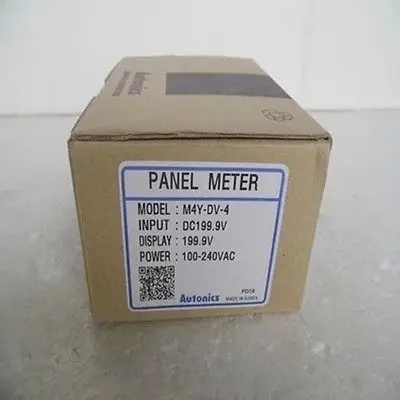 Autonics
PANEL METER
MODEL : M4Y-DV-4
INPUT : DC199.9V
DISPLAY : 199.9V
POWER : 100-240VAC
Autonics
MADE IN KOREA